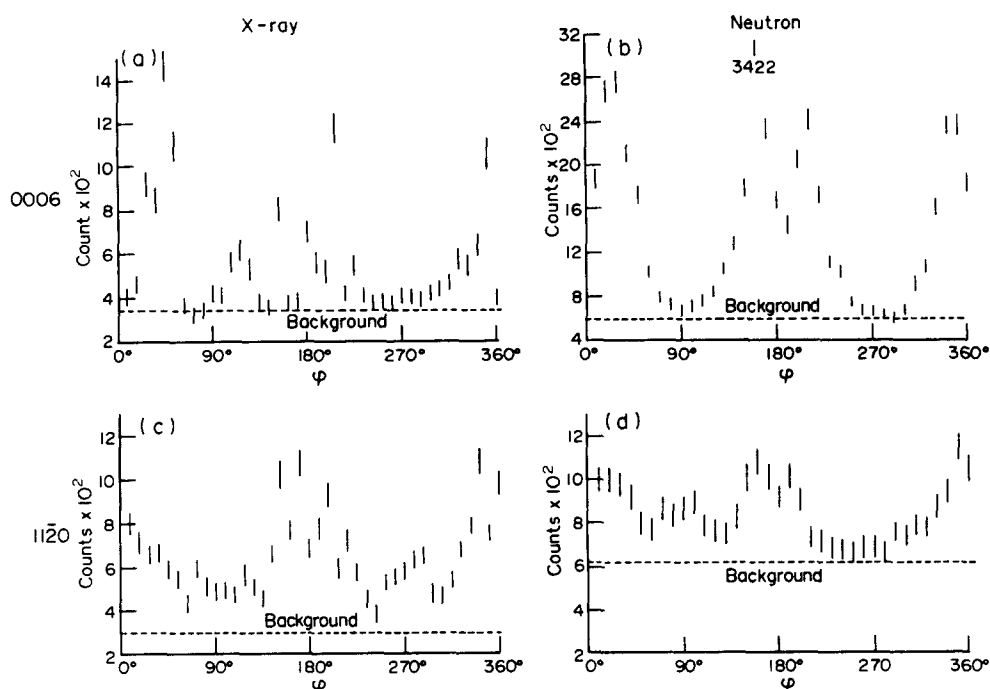 X-ray
Neutron
(a)
14
12
10
8
6
4
2
Count x 10²
Background
0° 90° 180° 270° 360°
φ
0006
(b)
3422
32
28
24
20
16
12
8
4
Counts x 10²
Background
0° 90° 180° 270° 360°
φ
(c)
12
10
8
6
4
2
Counts x 10²
Background
0° 90° 180° 270° 360°
φ
112̄0
(d)
12
10
8
6
4
2
Counts x 10²
Background
0° 90° 180° 270 360°
φ